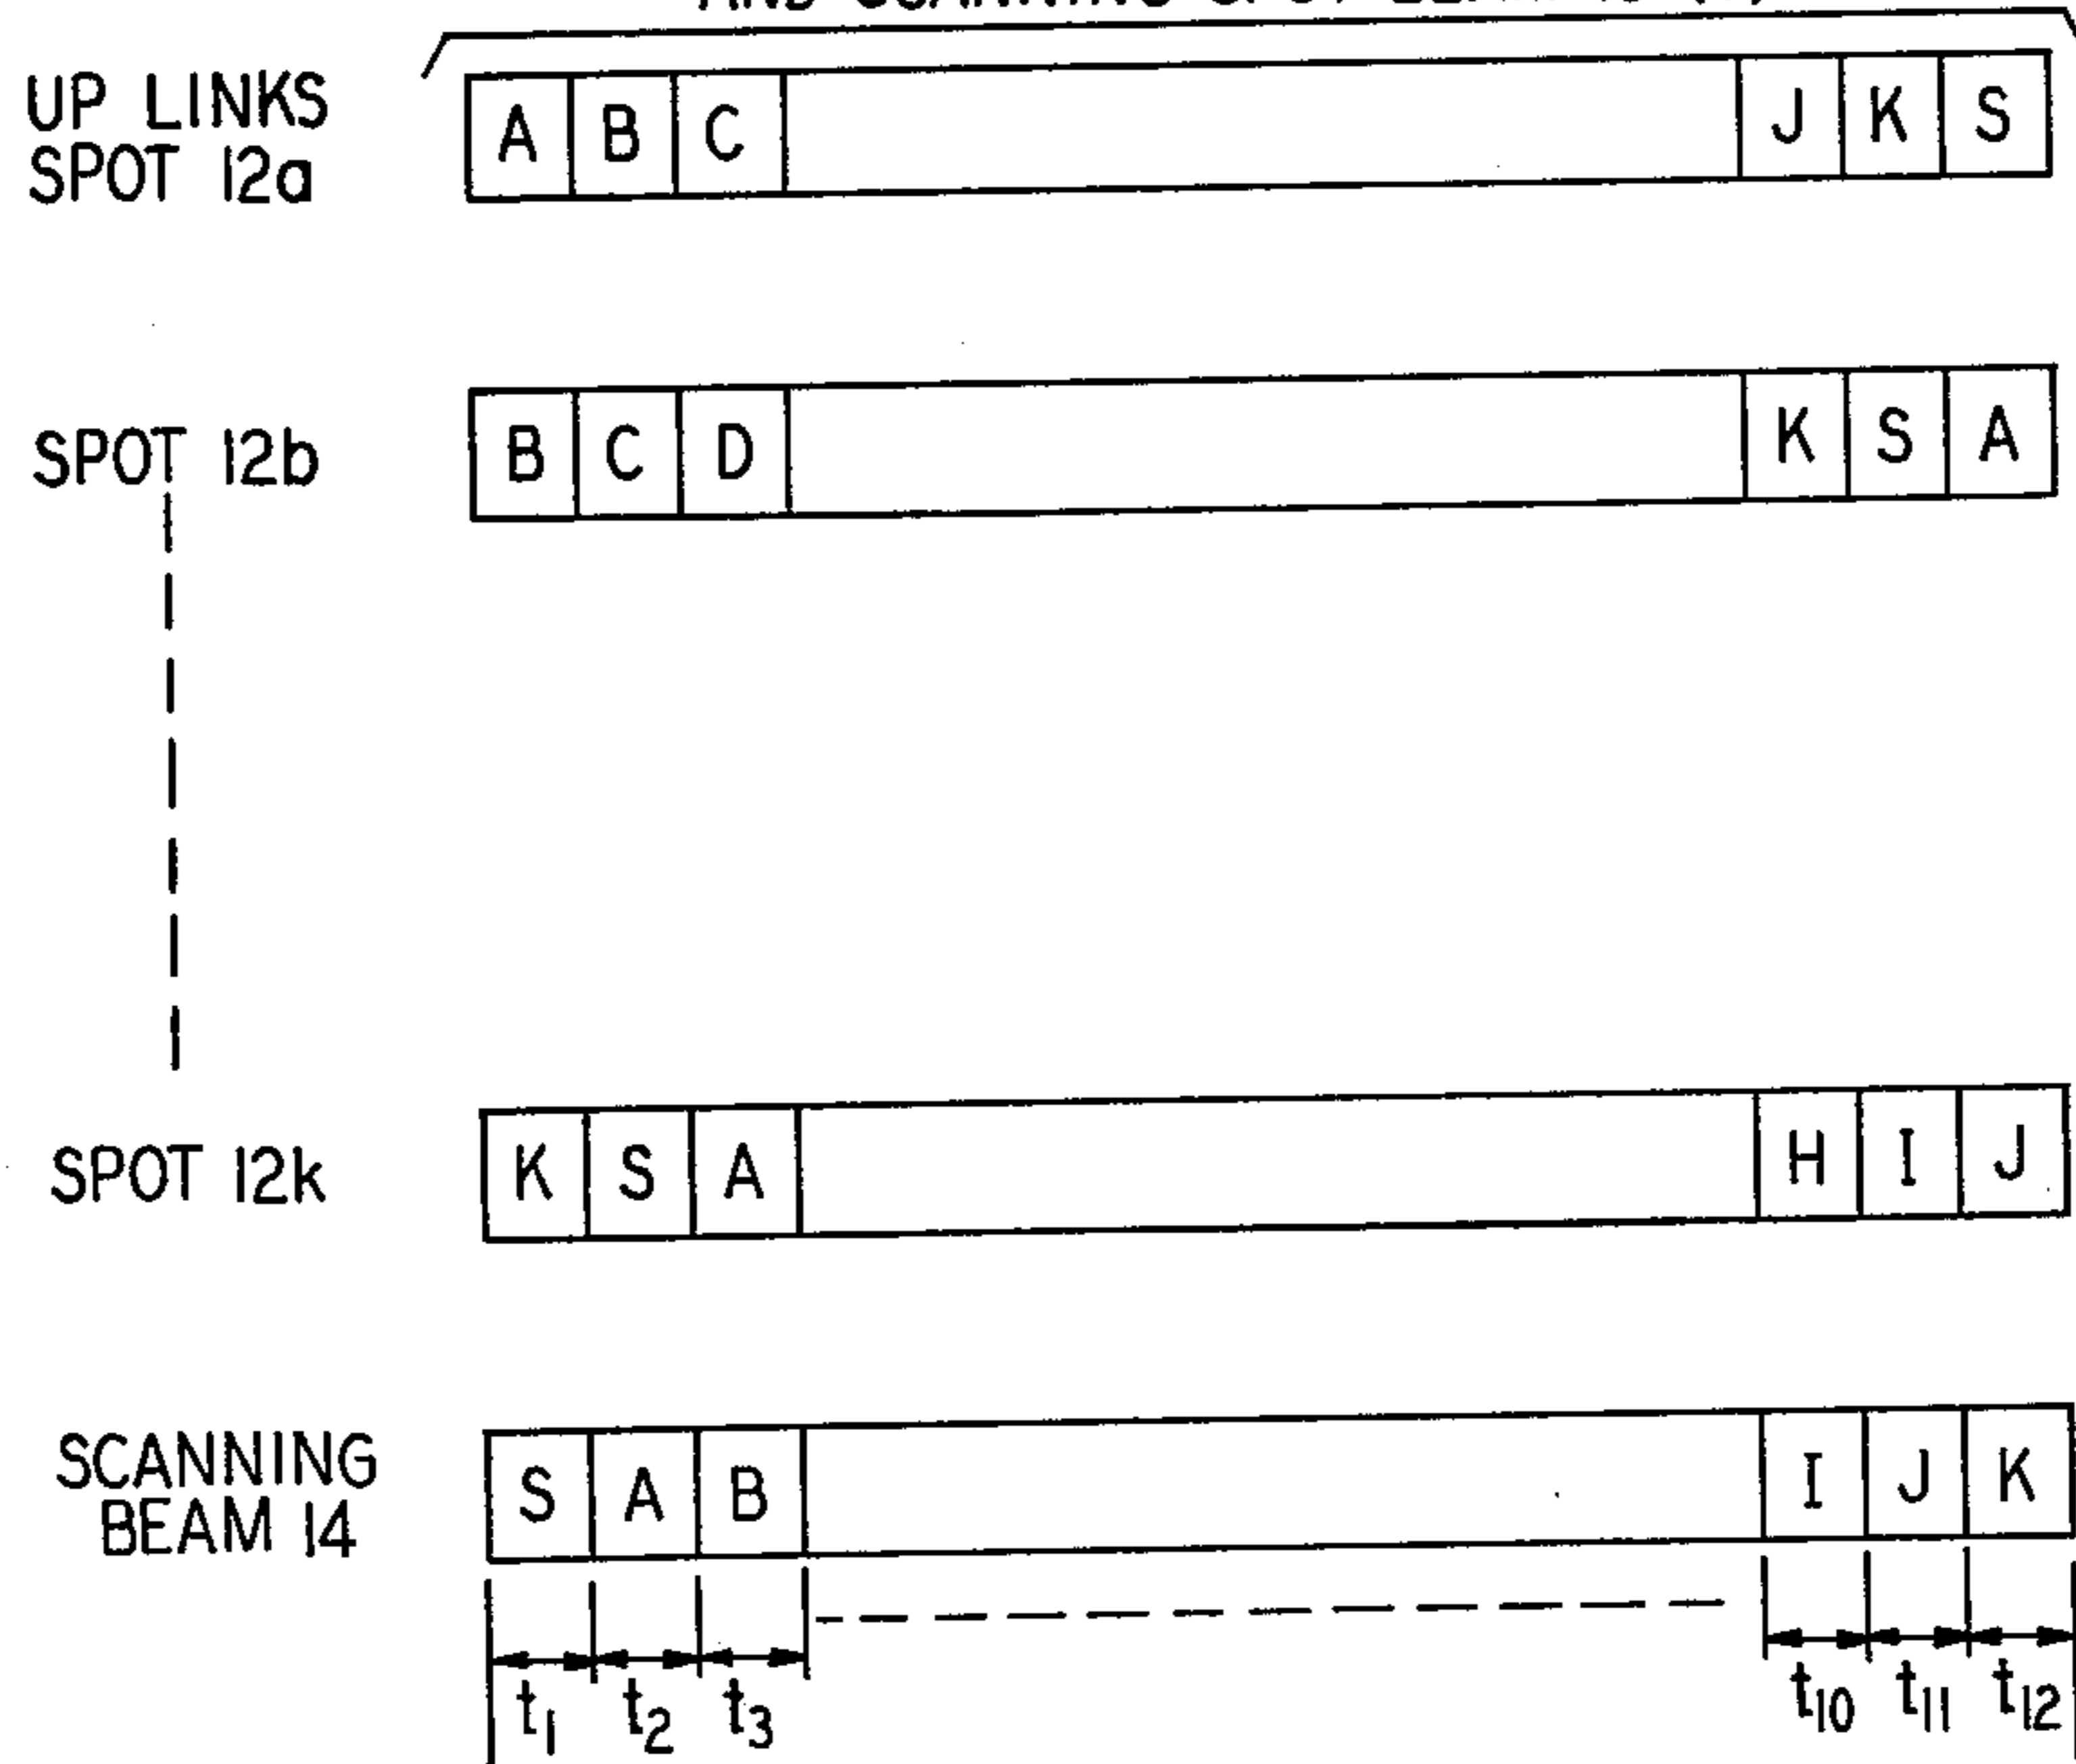 UP LINKS
SPOT 12a
A B C J K S
SPOT 12b
B C D K S A
SPOT 12k
K S A H I J
SCANNING
BEAM 14
S A B I J K
t1 t2 t3 t10 t11 t12